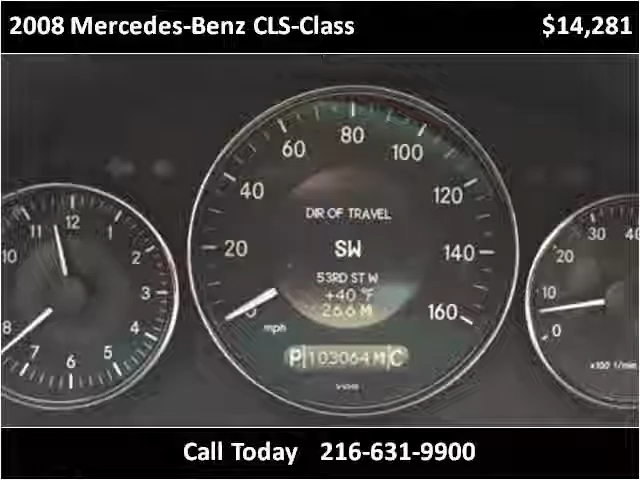 2008 Mercedes-Benz CLS-Class $14,281
12
11 1
10 2
3
8 4
7 5
6
80
60 100
40 120
20 140
0 160
mph
DIR OF TRAVEL
SW
53RD ST W
+40 °F
26.6 M
P 103064 M C
30 40
20
10
0
x100 1/min
Call Today 216-631-9900